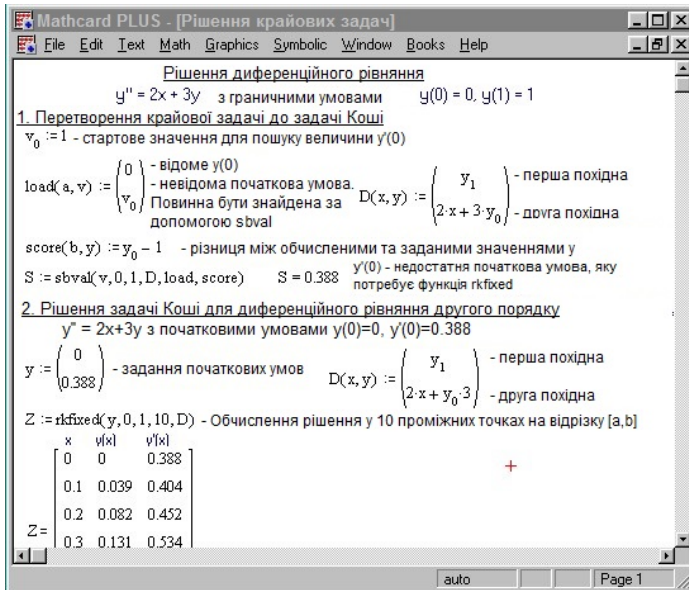 Mathcard PLUS - [Рішення крайових задач]
File Edit Text Math Graphics Symbolic Window Books Help
Рішення диференційного рівняння
y'' = 2x + 3y з граничними умовами y(0) = 0, y(1) = 1
1. Перетворення крайової задачі до задачі Коші
v0 := 1 - стартове значення для пошуку величини y'(0)
load(a, v) := (0 v0)
- відоме y(0)
- невідома початкова умова.
Повинна бути знайдена за
допомогою sbval
D(x, y) := (y1 2·x + 3·y0)
- перша похідна
- друга похідна
score(b, y) := y0 − 1 - різниця між обчисленими та заданими значеннями y
S := sbval(v, 0, 1, D, load, score) S = 0.388
y'(0) - недостатня початкова умова, яку
потребує функція rkfixed
2. Рішення задачі Коші для диференційного рівняння другого порядку
y'' = 2x+3y з початковими умовами y(0)=0, y'(0)=0.388
y := (0 0.388) - задання початкових умов
D(x, y) := (y1 2·x + y0·3)
- перша похідна
- друга похідна
Z := rkfixed(y, 0, 1, 10, D) - Обчислення рішення у 10 проміжних точках на відрізку [a,b]
x y(x) y'(x)
0 0 0.388
0.1 0.039 0.404
0.2 0.082 0.452
Z =
0.3 0.131 0.534
auto Page 1